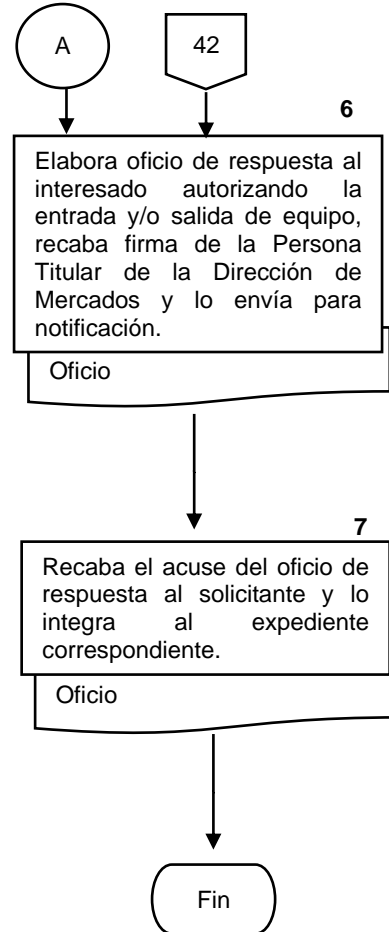 A
42
6
Elabora oficio de respuesta al
interesado autorizando la
entrada y/o salida de equipo,
recaba firma de la Persona
Titular de la Dirección de
Mercados y lo envía para
notificación.
Oficio
7
Recaba el acuse del oficio de
respuesta al solicitante y lo
integra al expediente
correspondiente.
Oficio
Fin